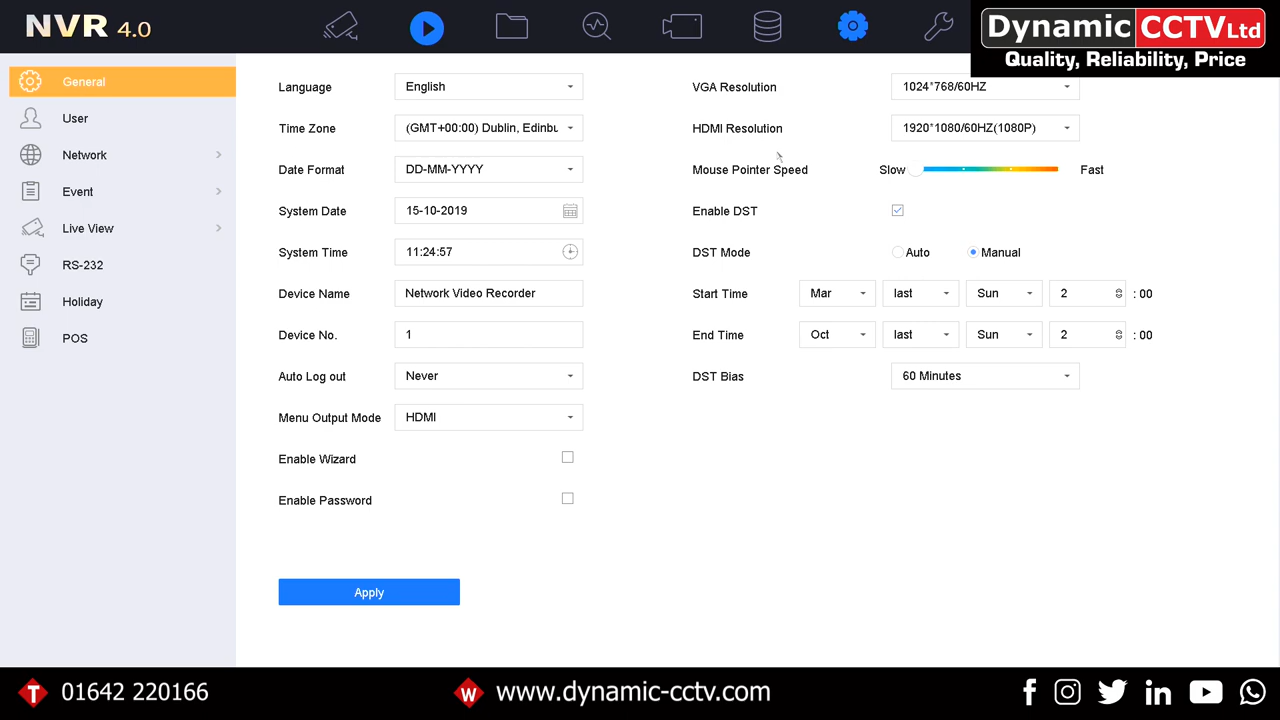 NVR 4.0
Dynamic CCTV Ltd
Quality, Reliability, Price
General
User
Network
Event
Live View
RS-232
Holiday
POS
Language English
Time Zone (GMT+00:00) Dublin, Edinbu
Date Format DD-MM-YYYY
System Date 15-10-2019
System Time 11:24:57
Device Name Network Video Recorder
Device No. 1
Auto Log out Never
Menu Output Mode HDMI
Enable Wizard
Enable Password
Apply
VGA Resolution 1024*768/60HZ
HDMI Resolution 1920*1080/60HZ(1080P)
Mouse Pointer Speed Slow Fast
Enable DST
DST Mode Auto Manual
Start Time Mar last Sun 2 : 00
End Time Oct last Sun 2 : 00
DST Bias 60 Minutes
T 01642 220166 W www.dynamic-cctv.com